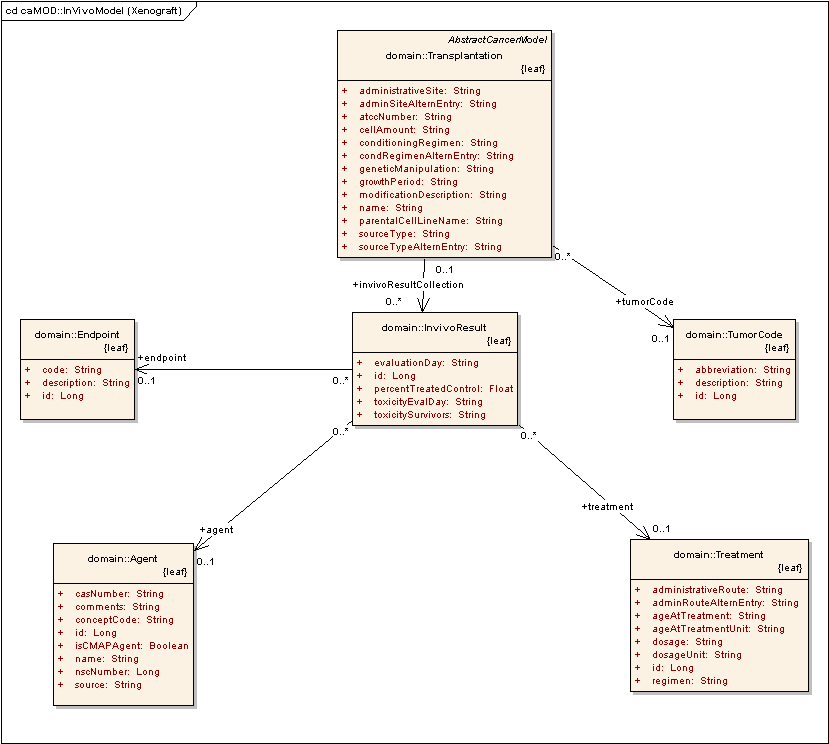 cd caMOD::InVivoModel (Xenograft)
AbstractCancerModel
domain::Transplantation
{leaf}
+ administrativeSite: String
+ adminSiteAlternEntry: String
+ atccNumber: String
+ cellAmount: String
+ conditioningRegimen: String
+ condRegimenAlternEntry: String
+ geneticManipulation: String
+ growthPeriod: String
+ modificationDescription: String
+ name: String
+ parentalCellLineName: String
+ sourceType: String
+ sourceTypeAlternEntry: String
0..1
+invivoResultCollection
0..*
0..*
+tumorCode
0..1
domain::Endpoint
{leaf}
+ code: String
+ description: String
+ id: Long
+endpoint
0..1
0..*
domain::InvivoResult
{leaf}
+ evaluationDay: String
+ id: Long
+ percentTreatedControl: Float
+ toxicityEvalDay: String
+ toxicitySurvivors: String
domain::TumorCode
{leaf}
+ abbreviation: String
+ description: String
+ id: Long
0..*
+agent
0..1
0..*
+treatment
0..1
domain::Agent
{leaf}
+ casNumber: String
+ comments: String
+ conceptCode: String
+ id: Long
+ isCMAPAgent: Boolean
+ name: String
+ nscNumber: Long
+ source: String
domain::Treatment
{leaf}
+ administrativeRoute: String
+ adminRouteAlternEntry: String
+ ageAtTreatment: String
+ ageAtTreatmentUnit: String
+ dosage: String
+ dosageUnit: String
+ id: Long
+ regimen: String